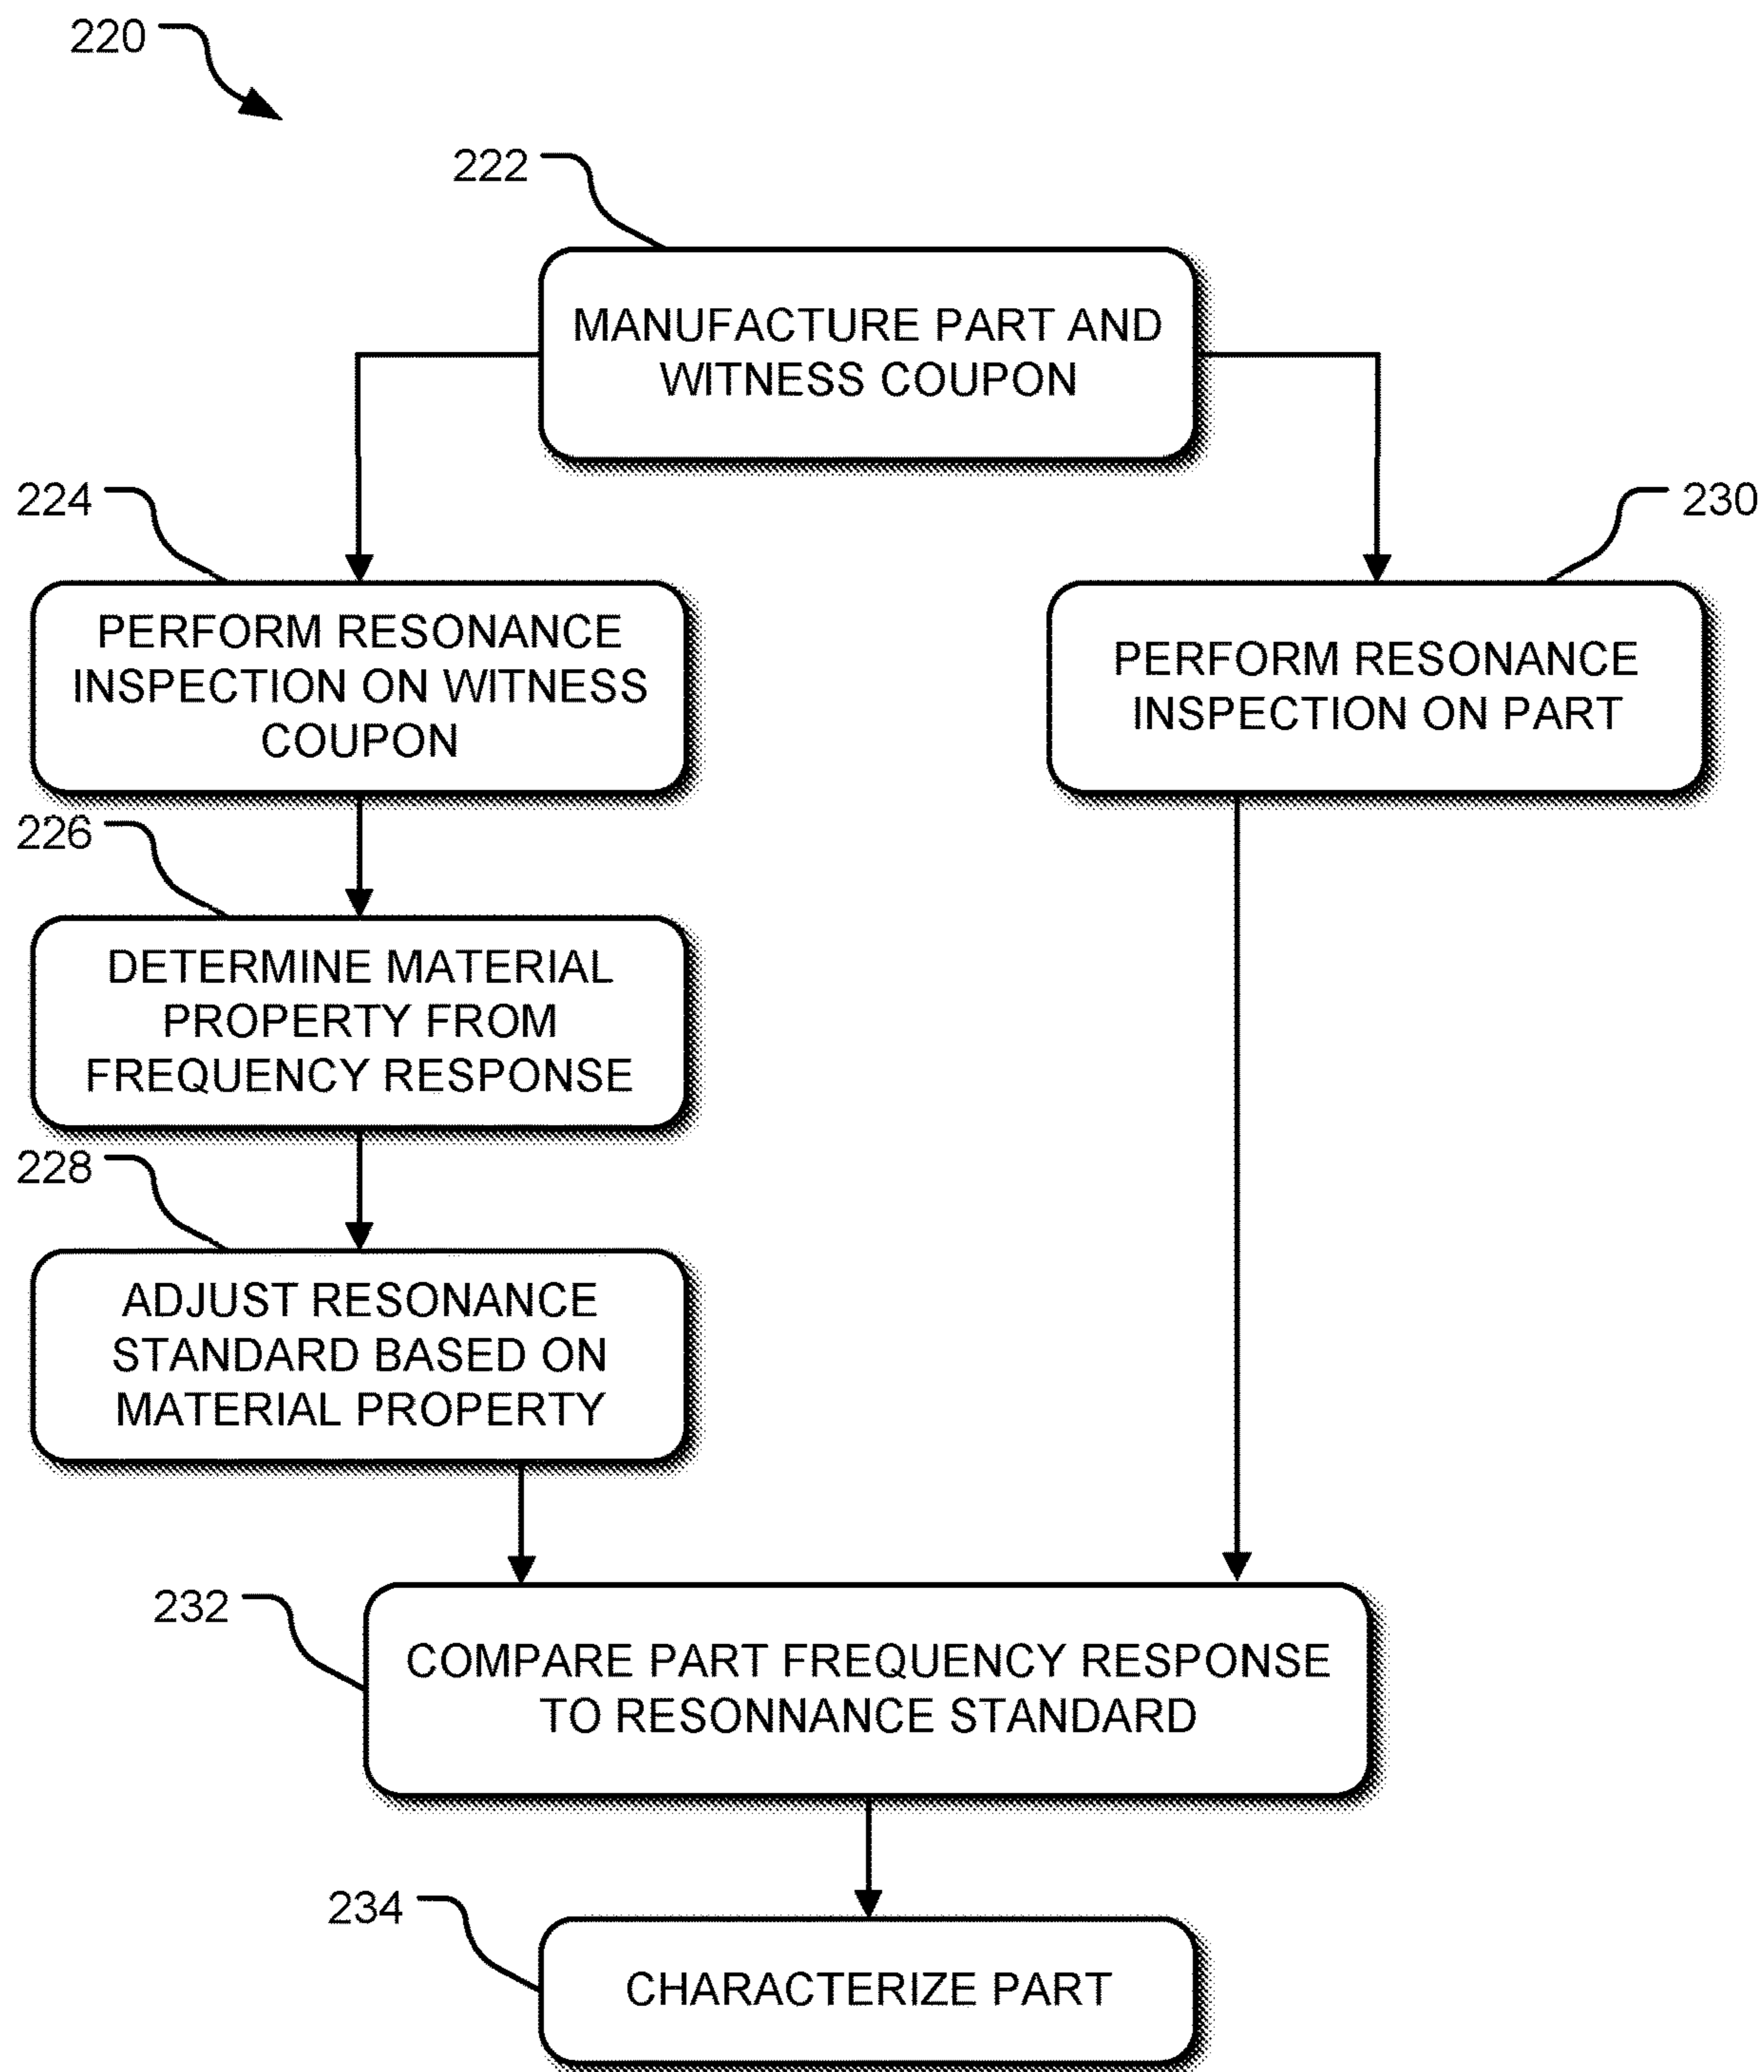 220
222
MANUFACTURE PART AND
WITNESS COUPON
224
230
PERFORM RESONANCE
INSPECTION ON WITNESS
COUPON
PERFORM RESONANCE
INSPECTION ON PART
226
DETERMINE MATERIAL
PROPERTY FROM
FREQUENCY RESPONSE
228
ADJUST RESONANCE
STANDARD BASED ON
MATERIAL PROPERTY
232
COMPARE PART FREQUENCY RESPONSE
TO RESONNANCE STANDARD
234
CHARACTERIZE PART